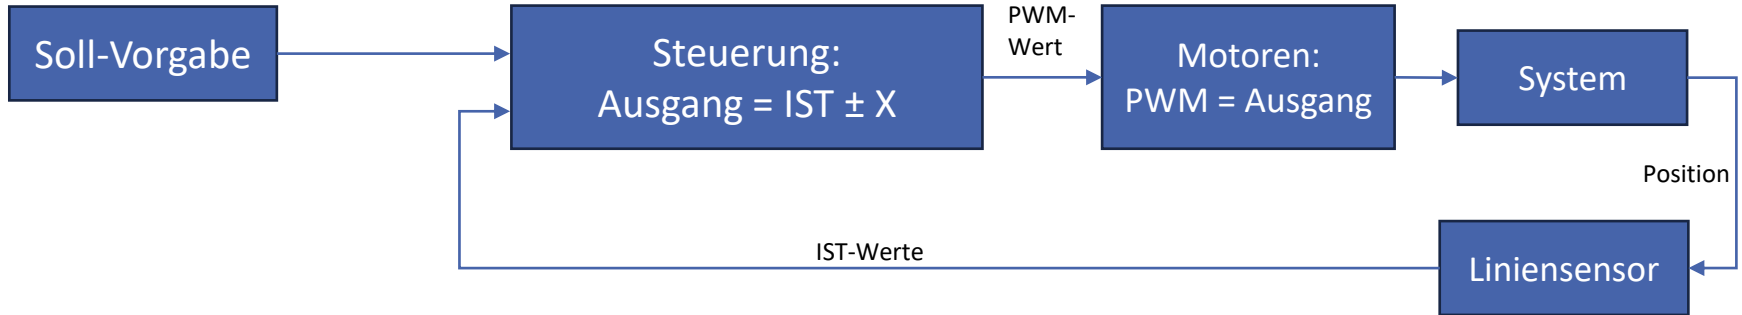 Soll-Vorgabe
Steuerung:
Ausgang = IST ± X
PWM-
Wert
Motoren:
PWM = Ausgang
System
Position
Liniensensor
IST-Werte